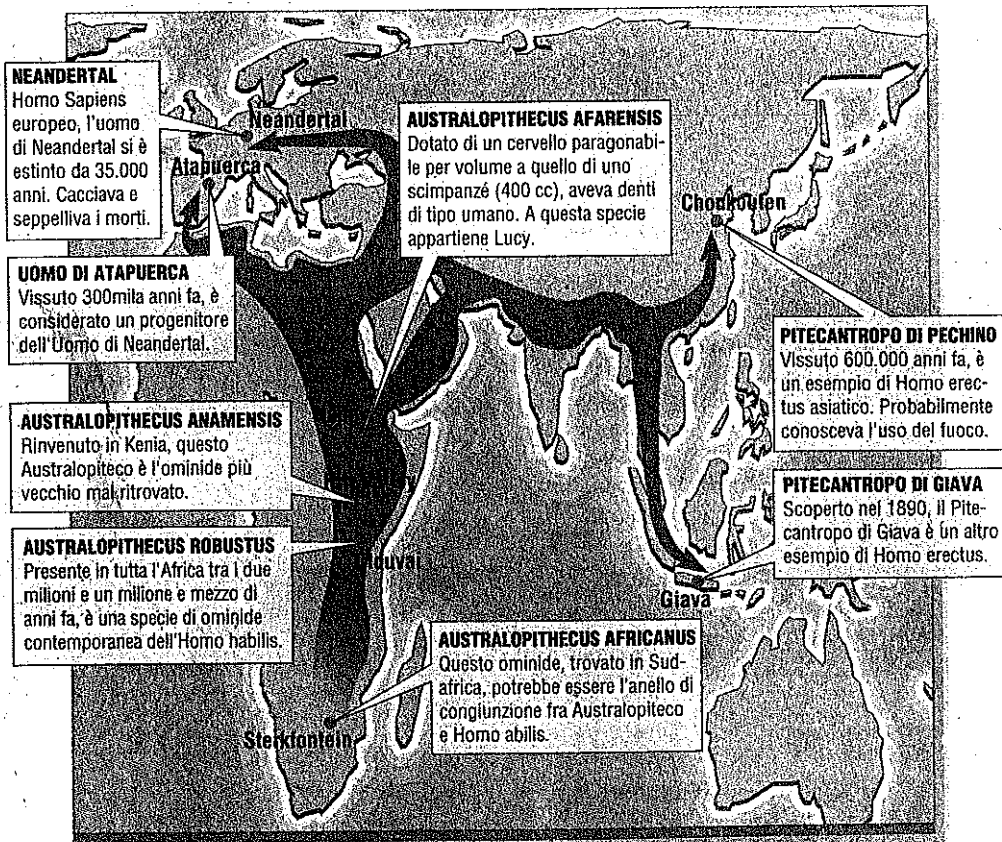 NEANDERTAL
Homo Sapiens
europeo, l'uomo
di Neandertal si è
estinto da 35.000
anni. Cacciava e
seppelliva i morti.
Neandertal
Atapuerca
UOMO DI ATAPUERCA
Vissuto 300mila anni fa, è
considerato un progenitore
dell'Uomo di Neandertal.
AUSTRALOPITHECUS AFARENSIS
Dotato di un cervello paragonabi-
le per volume a quello di uno
scimpanzé (400 cc), aveva denti
di tipo umano. A questa specie
appartiene Lucy.
Choukouten
PITECANTROPO DI PECHINO
Vissuto 600.000 anni fa, è
un esempio di Homo erec-
tus asiatico. Probabilmente
conosceva l'uso del fuoco.
AUSTRALOPITHECUS ANAMENSIS
Rinvenuto in Kenia, questo
Australopiteco è l'ominide più
vecchio mai ritrovato.
PITECANTROPO DI GIAVA
Scoperto nel 1890, il Pite-
cantropo di Giava è un altro
esempio di Homo erectus.
AUSTRALOPITHECUS ROBUSTUS
Presente in tutta l'Africa tra i due
milioni e un milione e mezzo di
anni fa, è una specie di ominide
contemporanea dell'Homo habilis.
Giava
AUSTRALOPITHECUS AFRICANUS
Questo ominide, trovato in Sud-
africa, potrebbe essere l'anello di
congiunzione fra Australopiteco
e Homo abilis.
Sterkfontein